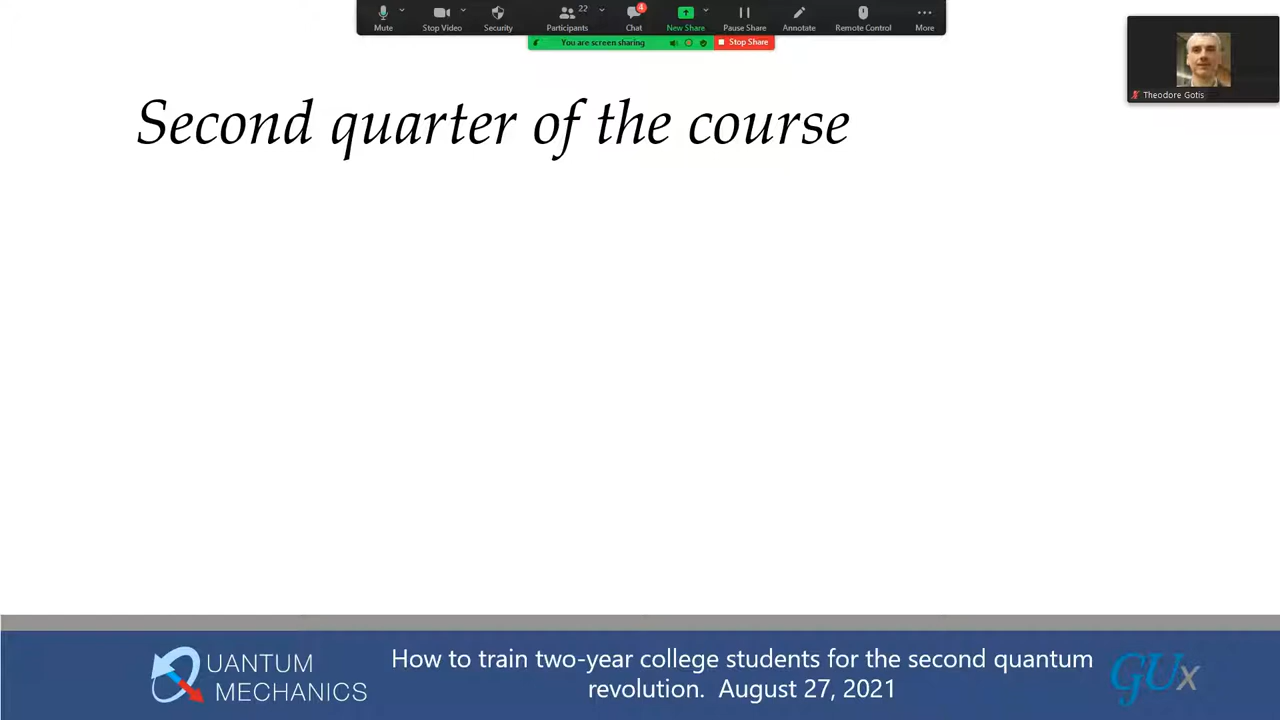 Mute
Stop Video
Security
Participants
22
Chat
4
New Share
Pause Share
Annotate
Remote Control
More
You are screen sharing
Stop Share
Theodore Gotis
Second quarter of the course
QUANTUM
MECHANICS
How to train two-year college students for the second quantum
revolution. August 27, 2021
GUx